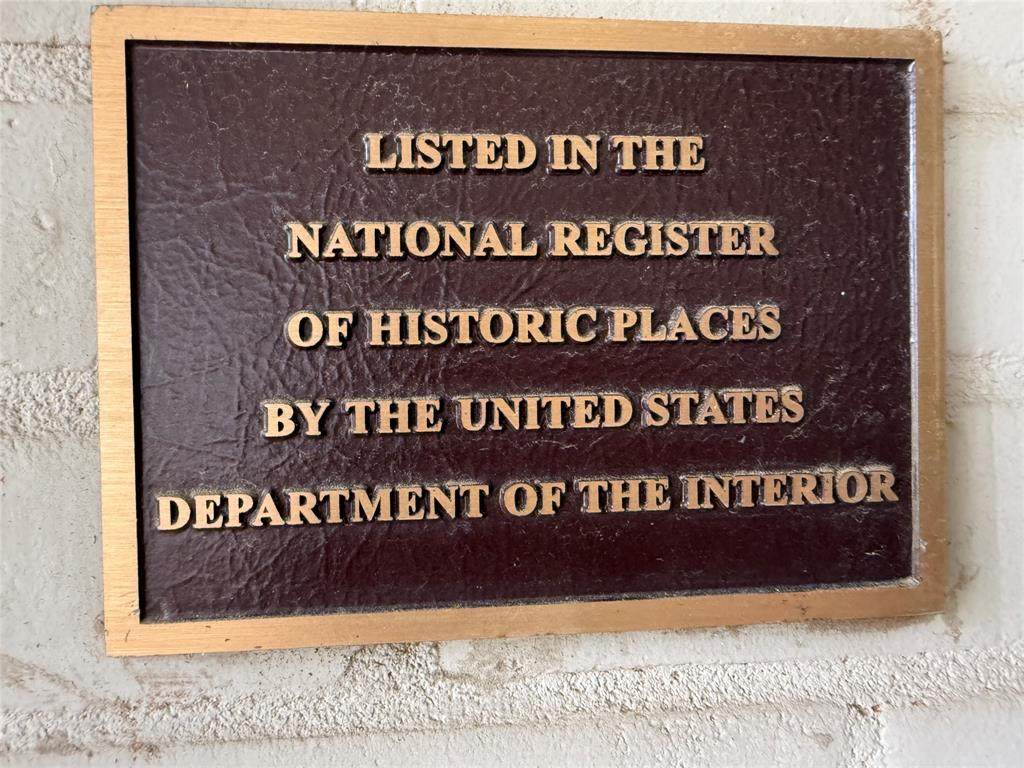 LISTED IN THE
NATIONAL REGISTER
OF HISTORIC PLACES
BY THE UNITED STATES
DEPARTMENT OF THE INTERIOR